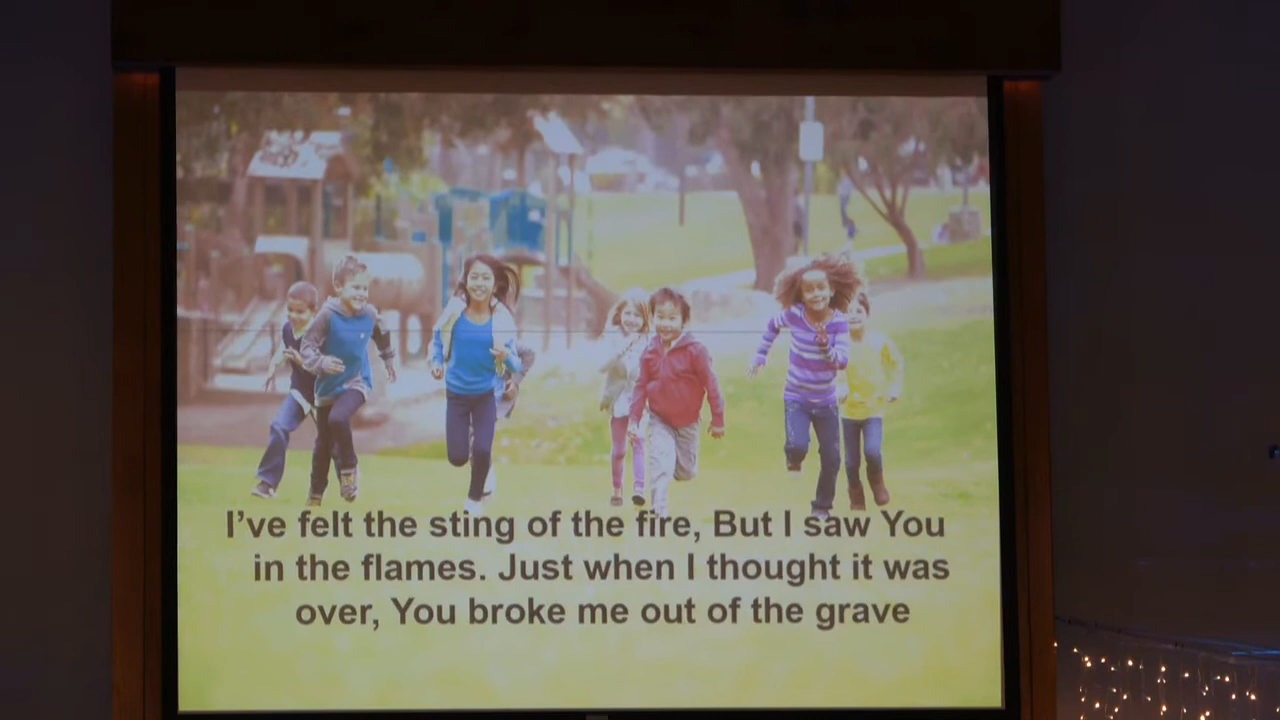 I’ve felt the sting of the fire, But I saw You
in the flames. Just when I thought it was
over, You broke me out of the grave